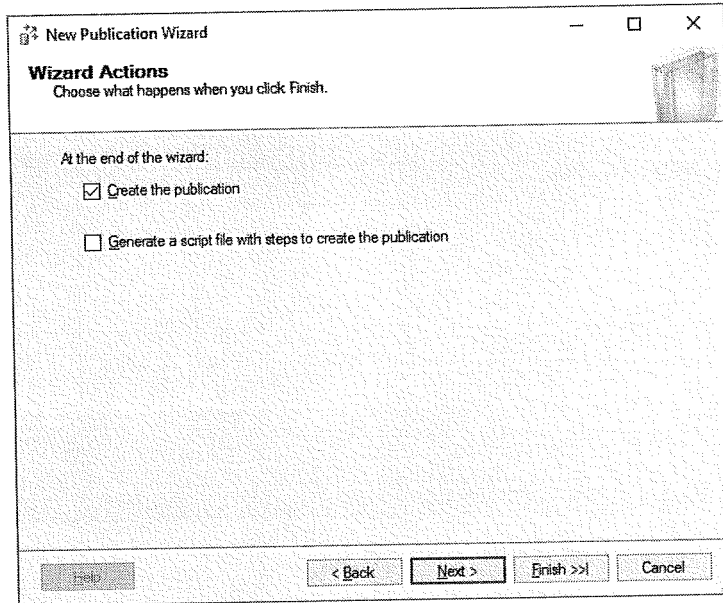 New Publication Wizard
Wizard Actions
Choose what happens when you click Finish.
At the end of the wizard:
Create the publication
Generate a script file with steps to create the publication
Help
< Back
Next >
Finish >>|
Cancel